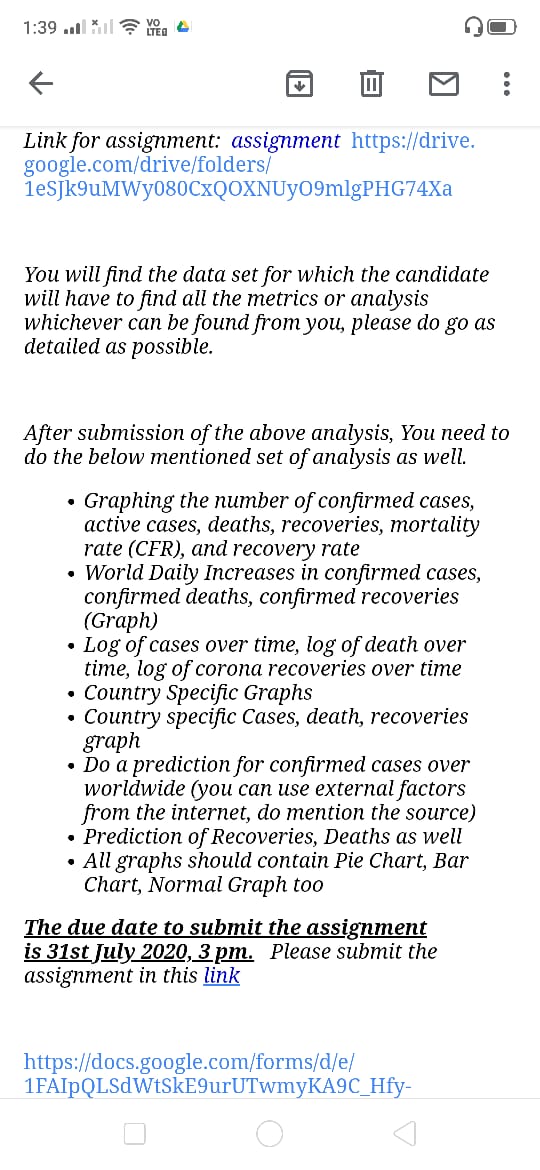 1:39 VO LTE
Link for assignment: assignment https://drive.
google.com/drive/folders/
1eSJk9uMWy080CxQOXNUyO9mlgPHG74Xa
You will find the data set for which the candidate
will have to find all the metrics or analysis
whichever can be found from you, please do go as
detailed as possible.
After submission of the above analysis, You need to
do the below mentioned set of analysis as well.
• Graphing the number of confirmed cases,
active cases, deaths, recoveries, mortality
rate (CFR), and recovery rate
• World Daily Increases in confirmed cases,
confirmed deaths, confirmed recoveries
(Graph)
• Log of cases over time, log of death over
time, log of corona recoveries over time
• Country Specific Graphs
• Country specific Cases, death, recoveries
graph
• Do a prediction for confirmed cases over
worldwide (you can use external factors
from the internet, do mention the source)
• Prediction of Recoveries, Deaths as well
• All graphs should contain Pie Chart, Bar
Chart, Normal Graph too
The due date to submit the assignment
is 31st July 2020, 3 pm. Please submit the
assignment in this link
https://docs.google.com/forms/d/e/
1FAIpQLSdWtSkE9urUTwmyKA9C_Hfy-